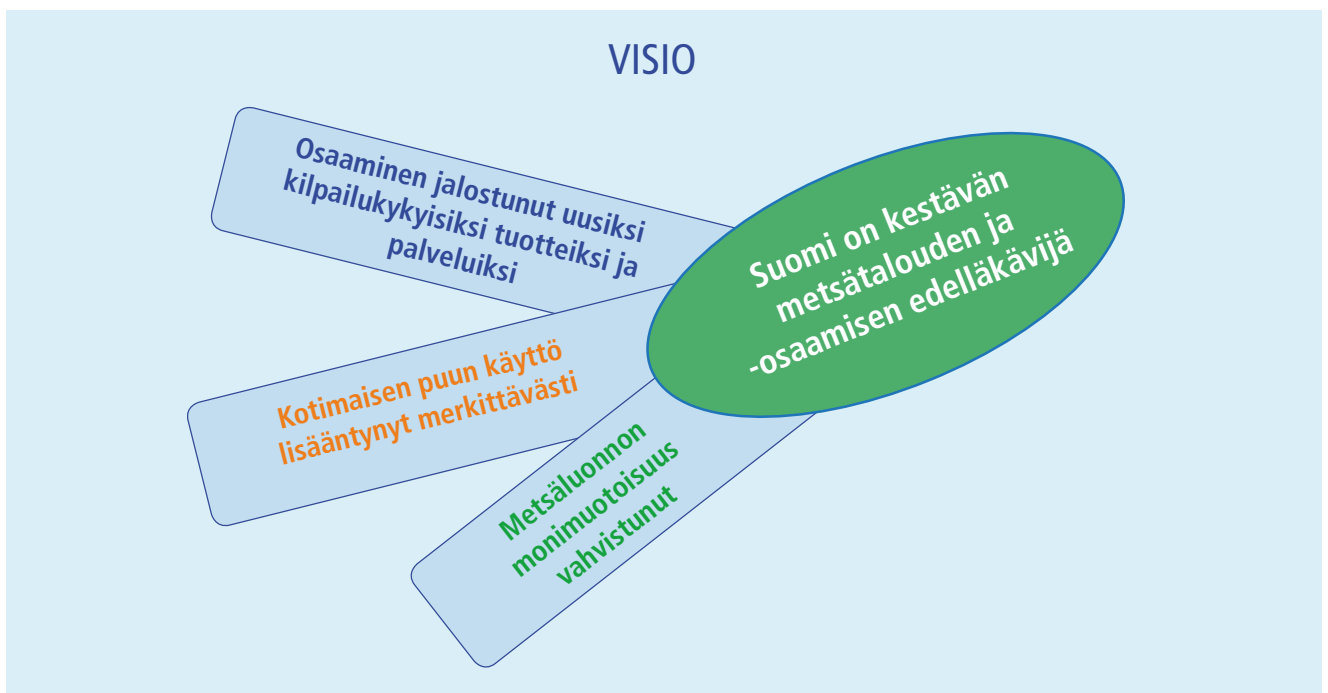 VISIO
Osaaminen jalostunut uusiksi
kilpailukykyisiksi tuotteiksi ja
palveluiksi
Suomi on kestävän
metsätalouden ja
-osaamisen edelläkävijä
Kotimaisen puun käyttö
lisääntynyt merkittävästi
Metsäluonnon
monimuotoisuus
vahvistunut